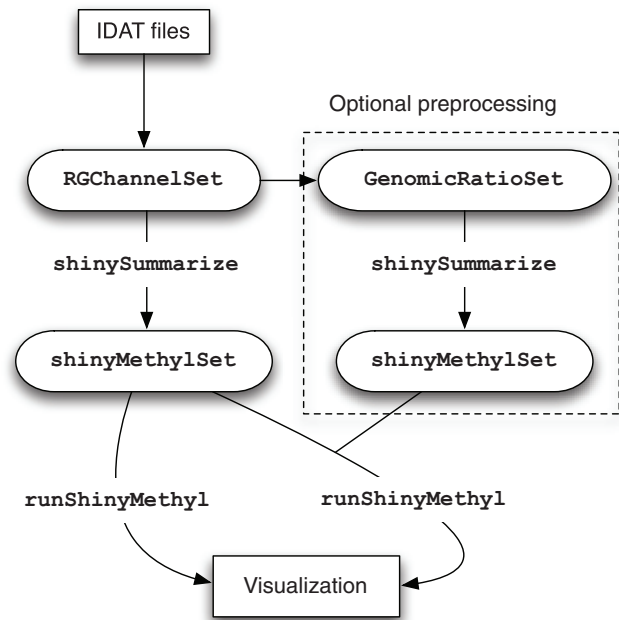 IDAT files
Optional preprocessing
RGChannelSet
GenomicRatioSet
shinySummarize
shinySummarize
shinyMethylSet
shinyMethylSet
runShinyMethyl
runShinyMethyl
Visualization